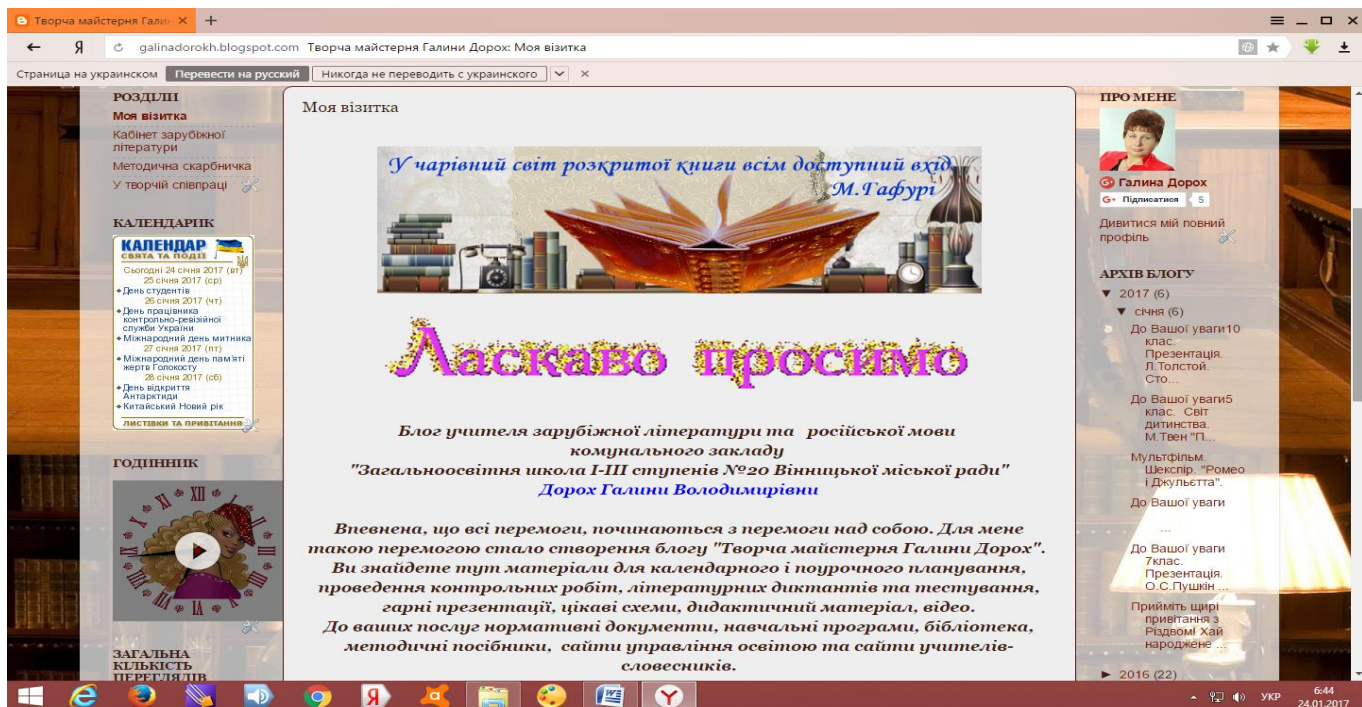 Творча майстерня Гали
galinadorokh.blogspot.com Творча майстерня Галини Дорох: Моя візитка
Страница на украинском Перевести на русский Никогда не переводить с украинского
РОЗДІЛИ
Моя візитка
Кабінет зарубіжної
літератури
Методична скарбничка
У творчій співпраці
КАЛЕНДАРИК
КАЛЕНДАР
СВЯТА ТА ПОДІЇ
Сьогодні 24 січня 2017 (вт)
25 січня 2017 (ср)
День студентів
26 січня 2017 (чт)
День працівника
контрольно-ревізійної
служби України
Міжнародний день митника
27 січня 2017 (пт)
Міжнародний день пам'яті
жертв Голокосту
28 січня 2017 (сб)
День відкриття
Антарктиди
Китайський Новий рік
ЛИСТІВКИ ТА ПРИВІТАННЯ
ГОДИННИК
XII
III
VI
IX
ЗАГАЛЬНА
КІЛЬКІСТЬ
ПЕРЕГЛЯДІВ
Моя візитка
У чарівний світ розкритої книги всім доступний вхід.
М.Гафурі
Ласкаво просимо
Блог учителя зарубіжної літератури та російської мови
комунального закладу
"Загальноосвітня школа І-ІІІ ступенів №20 Вінницької міської ради"
Дорох Галини Володимирівни
Впевнена, що всі перемоги, починаються з перемоги над собою. Для мене
такою перемогою стало створення блогу "Творча майстерня Галини Дорох".
Ви знайдете тут матеріали для календарного і поурочного планування,
проведення контрольних робіт, літературних диктантів та тестування,
гарні презентації, цікаві схеми, дидактичний матеріал, відео.
До ваших послуг нормативні документи, навчальні програми, бібліотека,
методичні посібники, сайти управління освітою та сайти учителів-
словесників.
ПРО МЕНЕ
Галина Дорох
G+ Підписатися 5
Дивитися мій повний
профіль
АРХІВ БЛОГУ
▼ 2017 (6)
▼ січня (6)
До Вашої уваги10
клас.
Презентація.
Л.Толстой.
Сто...
До Вашої уваги5
клас. Світ
дитинства.
М.Твен "П...
Мультфільм.
Шекспір. "Ромео
і Джульєтта".
До Вашої уваги
...
До Вашої уваги
7клас.
Презентація.
О.С.Пушкін ...
Прийміть щирі
привітання з
Різдвом! Хай
народжене ...
► 2016 (22)
УКР
6:44
24.01.2017